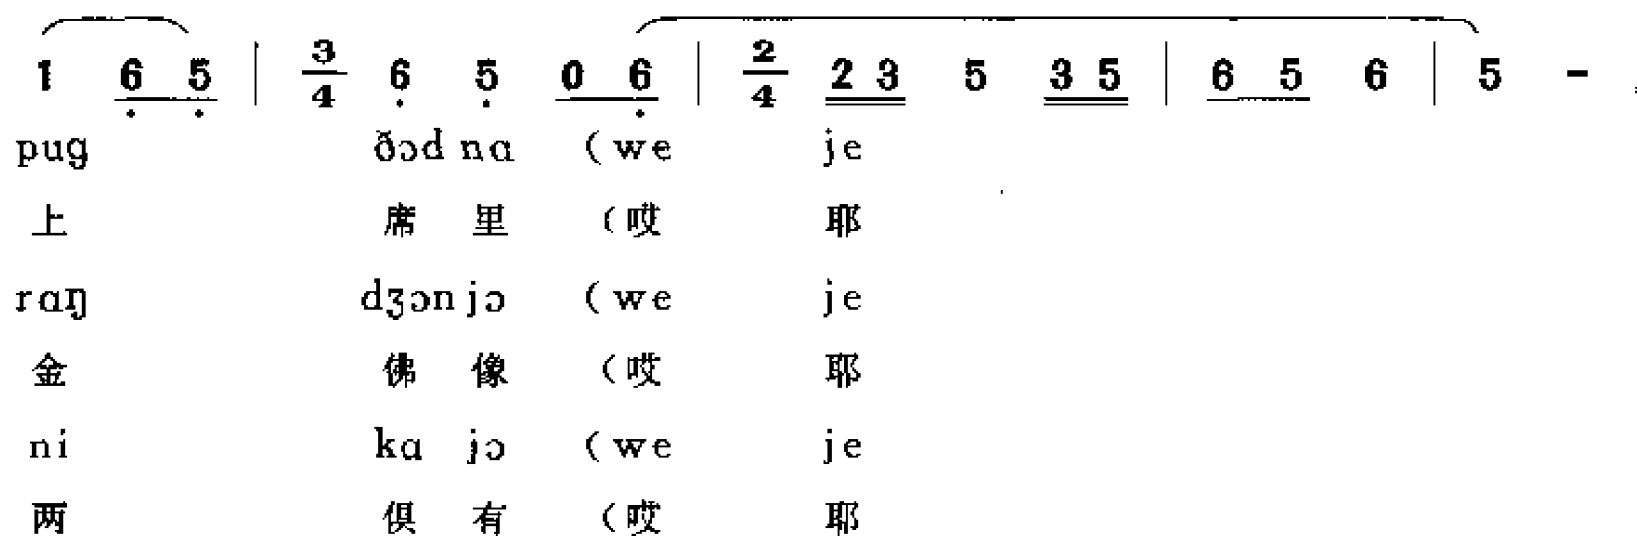 1 6 5 | 3/4 6 5 0 6 | 2/4 2 3 5 3 5 | 6 5 6 | 5 -
pug ðɔd nɑ (we je
上 席 里 (哎 耶
rɑŋ dʒɔn jɔ (we je
金 佛 像 (哎 耶
ni kɑ jɔ (we je
两 俱 有 (哎 耶